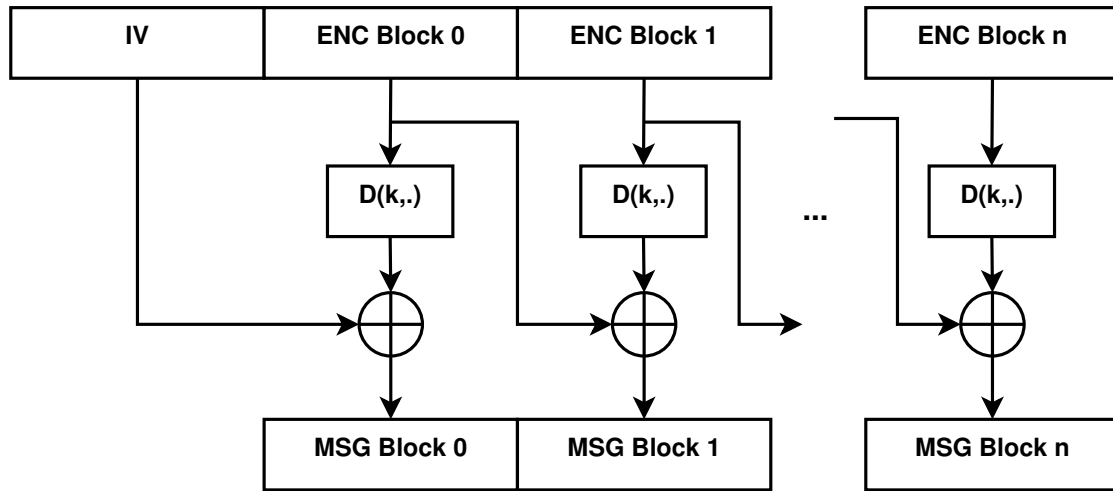 IV
ENC Block 0
ENC Block 1
ENC Block n
D(k,.)
D(k,.)
...
D(k,.)
MSG Block 0
MSG Block 1
MSG Block n